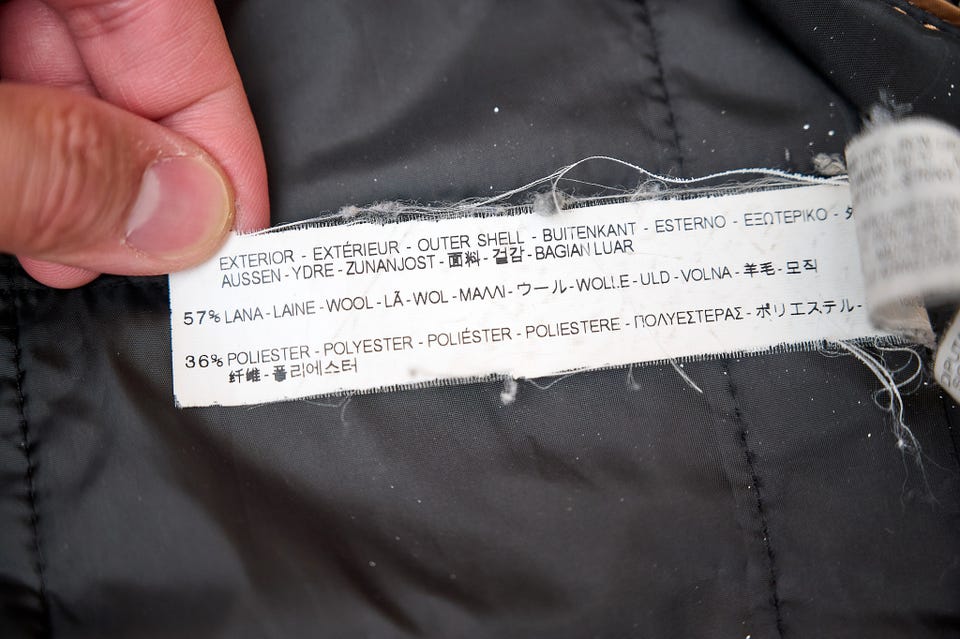 EXTERIOR - EXTÉRIEUR - OUTER SHELL - BUITENKANT - ESTERNO - ΕΞΩΤΕΡΙΚΟ -
AUSSEN - YDRE - ZUNANJOST - 面料 - 겉감 - BAGIAN LUAR
57% LANA - LAINE - WOOL - LÃ - WOL - ΜΑΛΛΙ - ウール - WOLLE - ULD - VOLNA - 羊毛 - 모직
36% POLIESTER - POLYESTER - POLIÉSTER - POLIESTERE - ΠΟΛΥΕΣΤΕΡΑΣ - ポリエステル -
纤维 - 폴리에스터